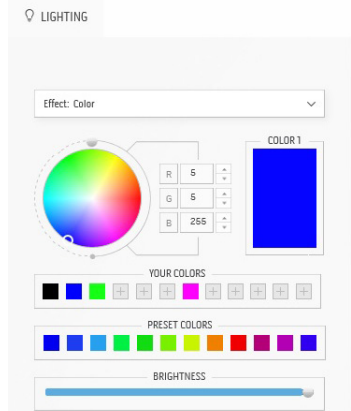 LIGHTING
Effect: Color
COLOR 1
R 5
G 5
B 255
YOUR COLORS
PRESET COLORS
BRIGHTNESS